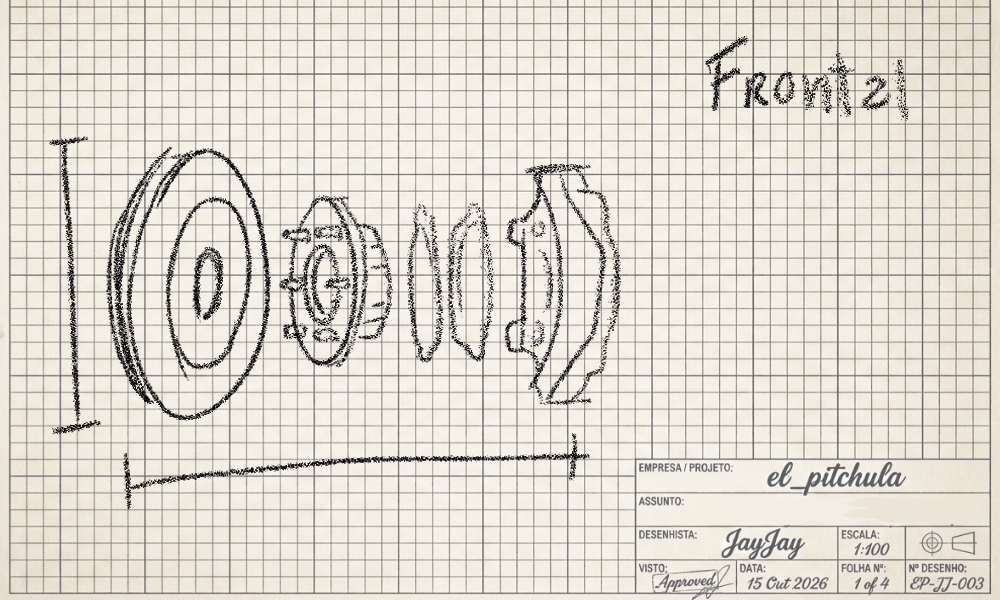 Frontal
EMPRESA / PROJETO:
el_pitchula
ASSUNTO:
DESENHISTA:
JayJay
ESCALA:
1:100
VISTO:
Approved
DATA:
15 Out 2026
FOLHA Nº:
1 of 4
Nº DESENHO:
EP-JJ-003